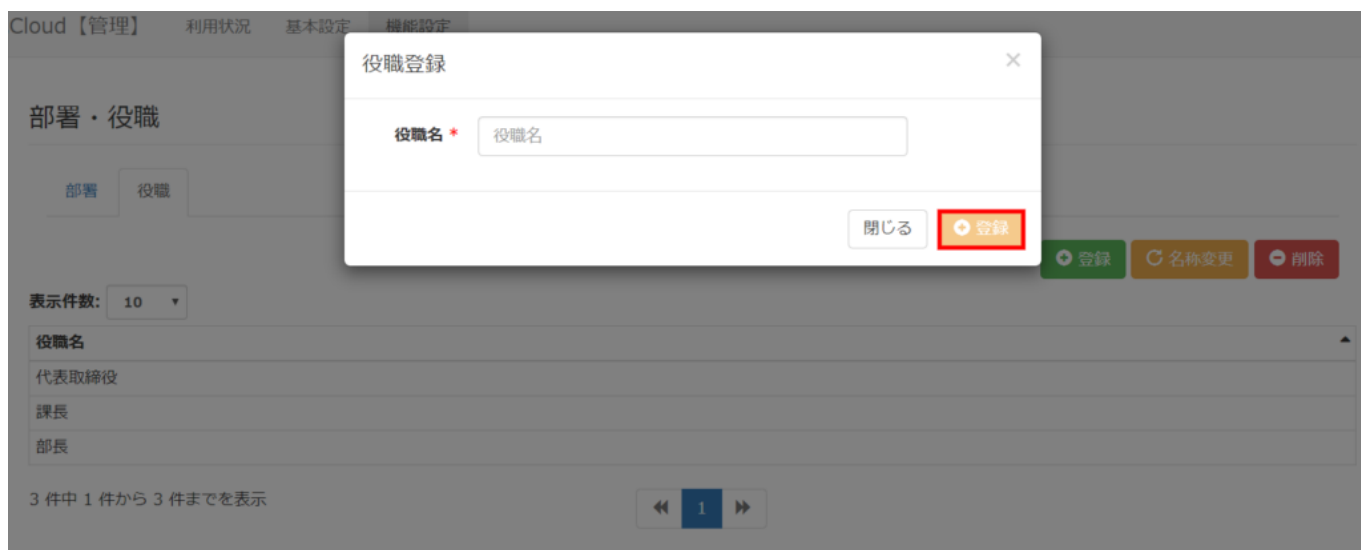 Cloud【管理】 利用状況 基本設定 機能設定
役職登録 ×
部署・役職
役職名 * 役職名
部署 役職
閉じる 登録
登録 名称変更 削除
表示件数: 10
役職名
代表取締役
課長
部長
3 件中 1 件から 3 件までを表示
1